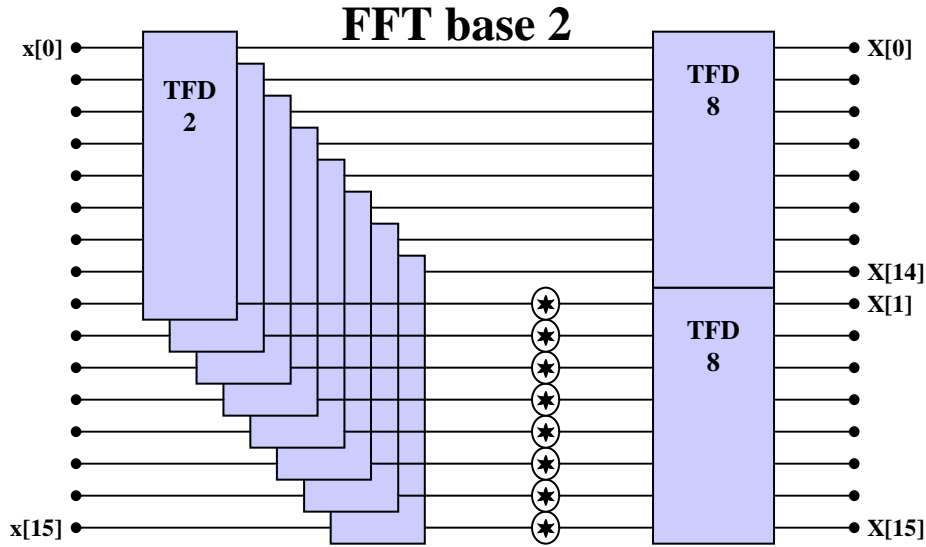 FFT base 2
x[0]
TFD
2
TFD
8
X[0]
X[14]
X[1]
TFD
8
x[15]
X[15]